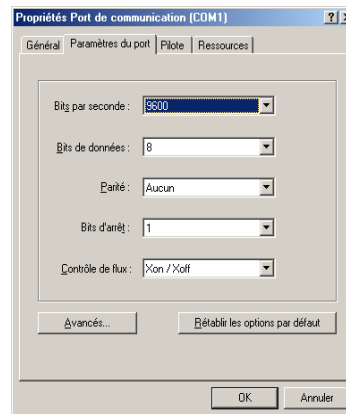 Propriétés Port de communication (COM1)
Général Paramètres du port Pilote Ressources
Bits par seconde : 9600
Bits de données : 8
Parité : Aucun
Bits d'arrêt : 1
Contrôle de flux : Xon / Xoff
Avancés... Rétablir les options par défaut
OK Annuler